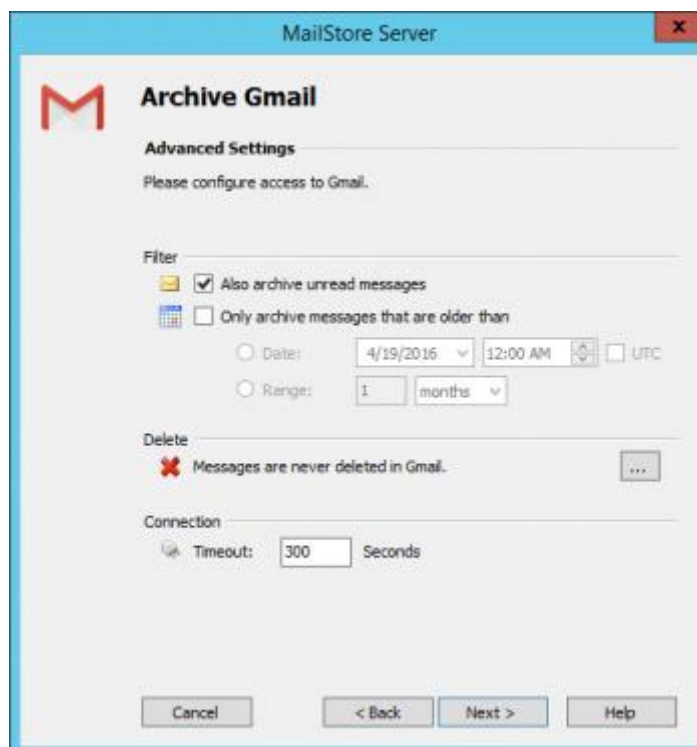 MailStore Server
x
Archive Gmail
Advanced Settings
Please configure access to Gmail.
Filter
Also archive unread messages
Only archive messages that are older than
Date: 4/19/2016 12:00 AM UTC
Range: 1 months
Delete
Messages are never deleted in Gmail. ...
Connection
Timeout: 300 Seconds
Cancel < Back Next > Help